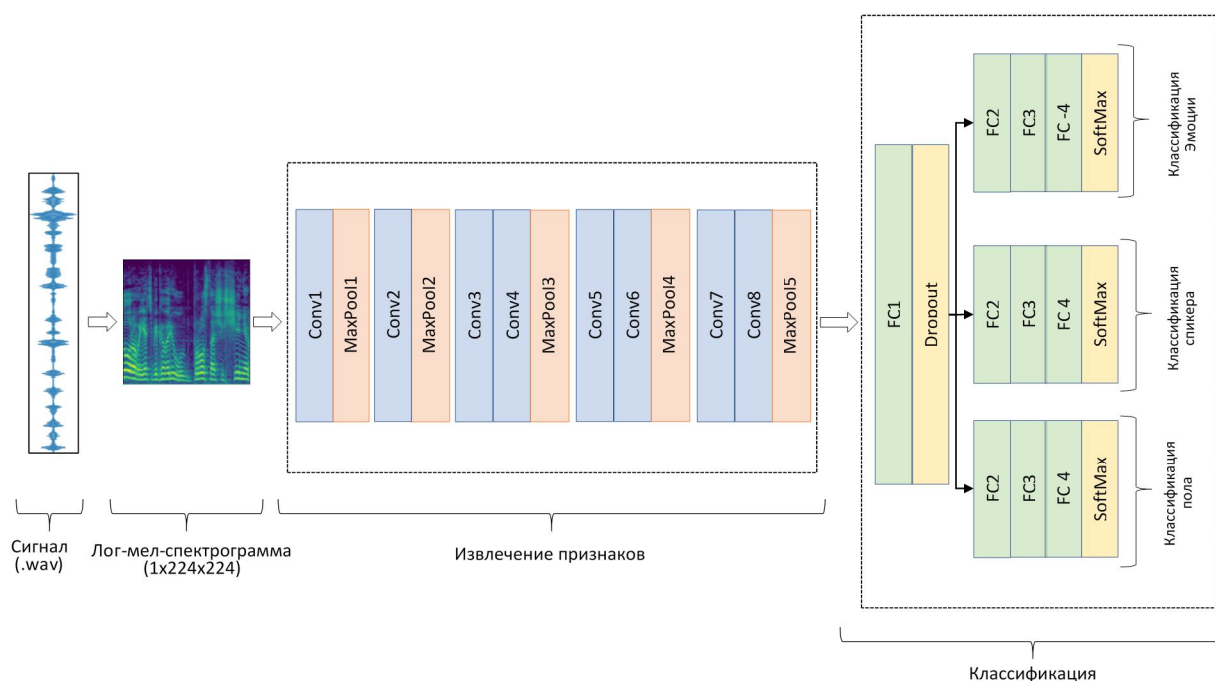 Сигнал
(.wav)
Лог-мел-спектрограмма
(1x224x224)
Conv1
MaxPool1
Conv2
MaxPool2
Conv3
Conv4
MaxPool3
Conv5
Conv6
MaxPool4
Conv7
Conv8
MaxPool5
Извлечение признаков
FC1
Dropout
FC2
FC3
FC -4
SoftMax
Классификация
Эмоции
FC2
FC3
FC 4
SoftMax
Классификация
спикера
FC2
FC3
FC 4
SoftMax
Классификация
пола
Классификация